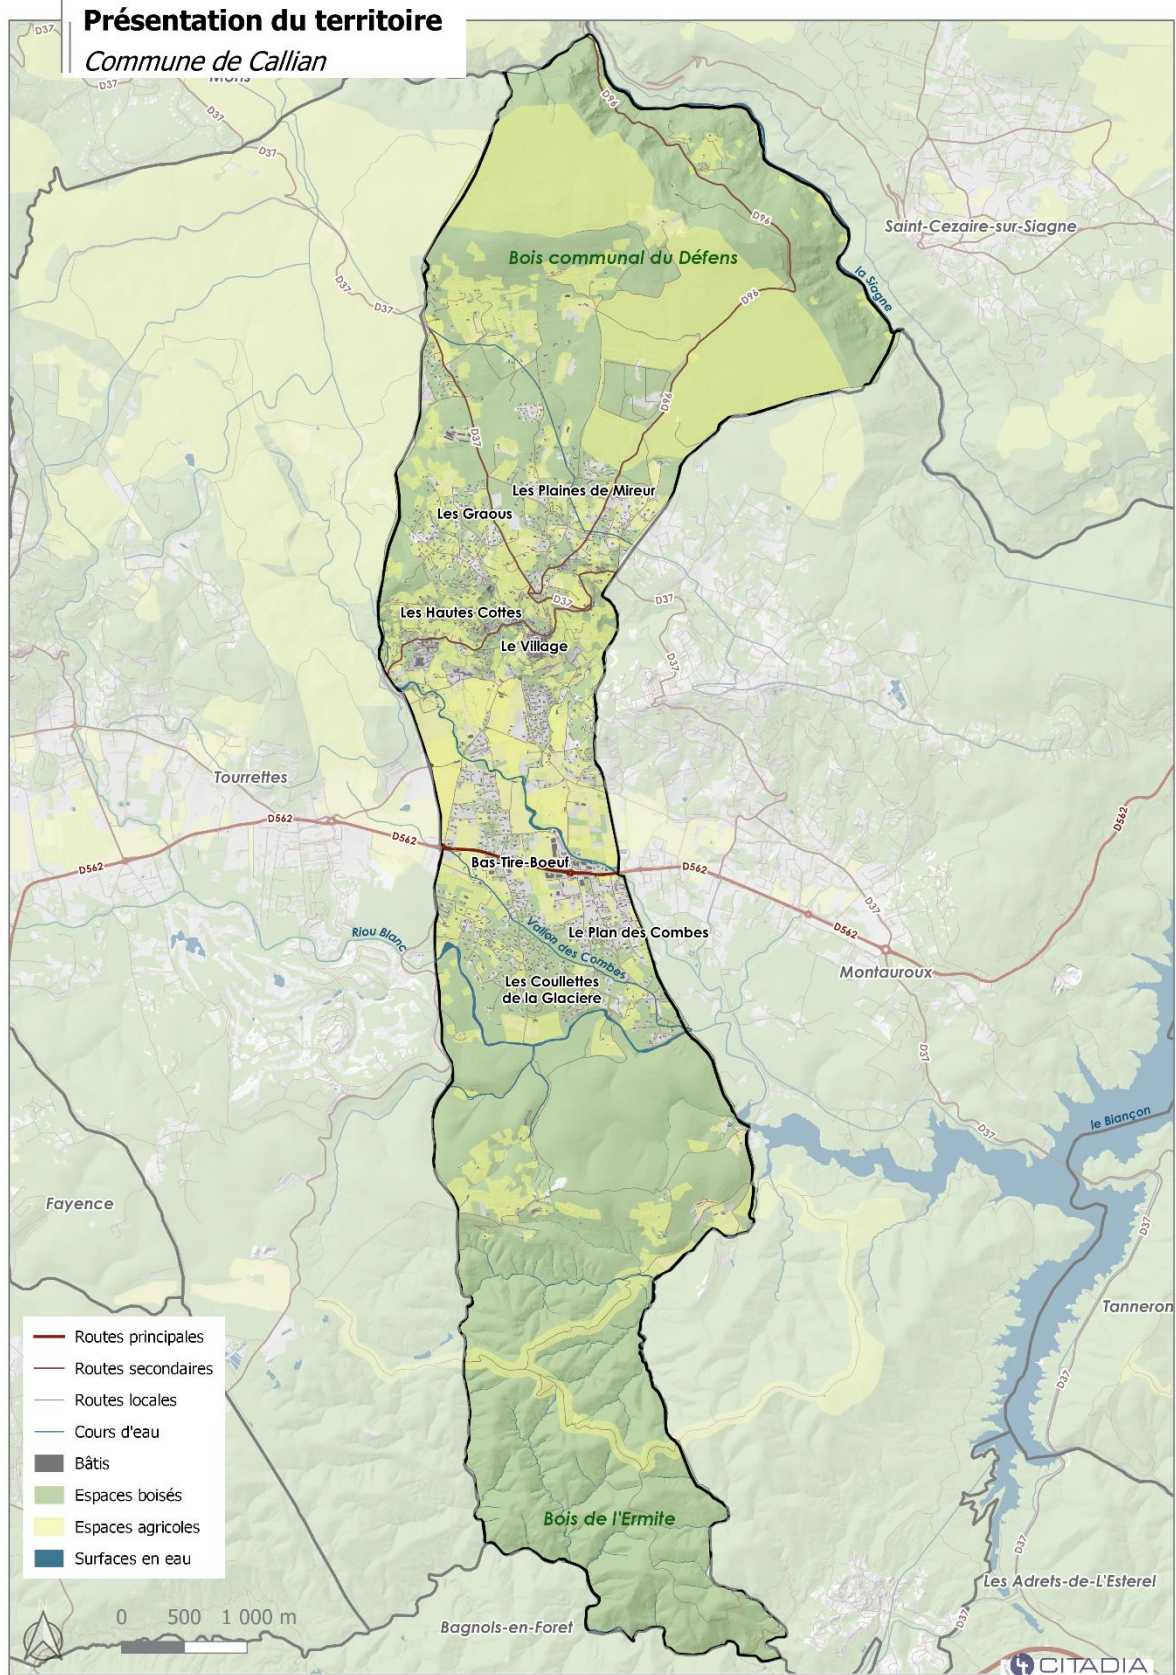 Présentation du territoire
Commune de Callian
D37
Mons
D37
D37
D37
D96
D96
Saint-Cezaire-sur-Siagne
Bois communal du Défens
la Siagne
D37
D37
D96
D96
D37
Les Plaines de Mireur
Les Graous
D37
D37
Les Hautes Cottes
Le Village
D37
Tourrettes
D562
D562
D562
D562
D562
Bas-Tire-Boeuf
D37
Riou Blanc
Vallon des Combes
Le Plan des Combes
D562
Montauroux
Les Coullettes
de la Glaciere
D37
le Biançon
D37
Fayence
D37
Tanneron
D37
Routes principales
Routes secondaires
Routes locales
Cours d'eau
Bâtis
Espaces boisés
Espaces agricoles
Surfaces en eau
Bois de l'Ermite
D37
Les Adrets-de-L'Esterel
D37
Bagnols-en-Foret
0 500 1 000 m
CITADIA